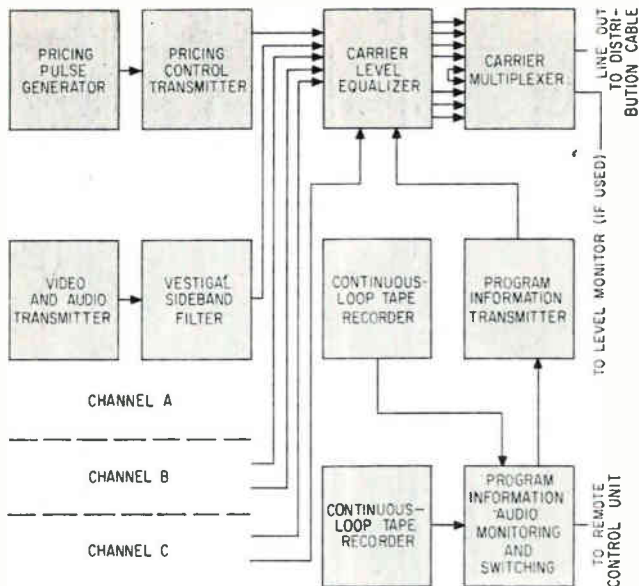 PRICING
PULSE
GENERATOR
PRICING
CONTROL
TRANSMITTER
CARRIER
LEVEL
EQUALIZER
CARRIER
MULTIPLEXER
LINE OUT
TO DISTRI-
BUTION CABLE
VIDEO
AND AUDIO
TRANSMITTER
VESTIGAL
SIDEBAND
FILTER
CONTINUOUS-
LOOP TAPE
RECORDER
PROGRAM
INFORMATION
TRANSMITTER
TO LEVEL MONITOR (IF USED)
CHANNEL A
CHANNEL B
CHANNEL C
CONTINUOUS-
LOOP TAPE
RECORDER
PROGRAM
INFORMATION
AUDIO
MONITORING
AND
SWITCHING
TO REMOTE
CONTROL UNIT